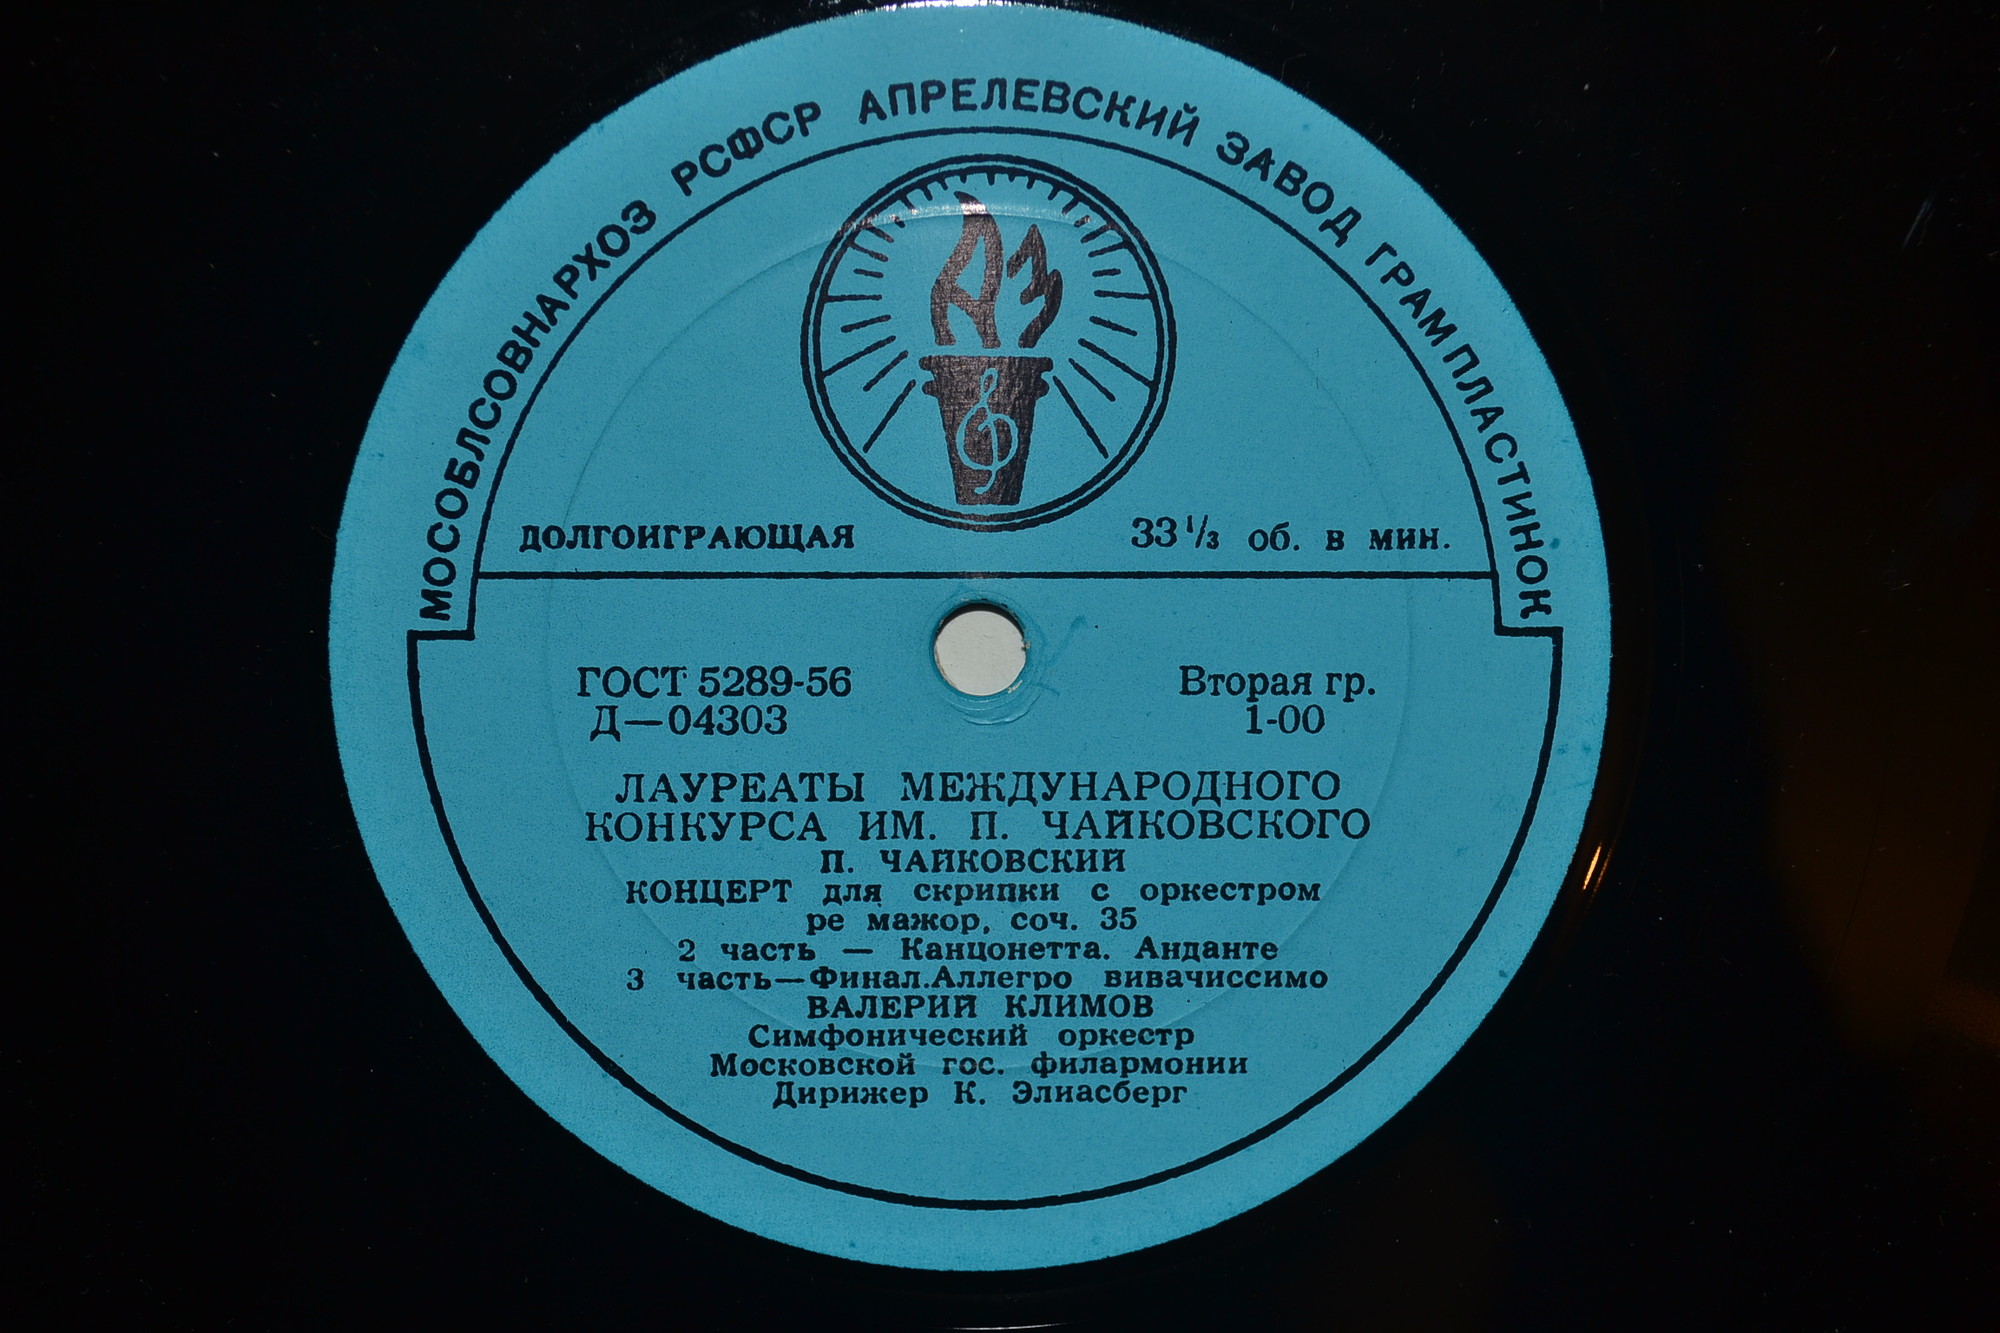 МОСОБЛСОВНАРХОЗ РСФСР АПРЕЛЕВСКИЙ ЗАВОД ГРАМПЛАСТИНОК
АЗ
ДОЛГОИГРАЮЩАЯ 33⅓ об. в мин.
ГОСТ 5289-56 Вторая гр.
Д—04303 1-00
ЛАУРЕАТЫ МЕЖДУНАРОДНОГО
КОНКУРСА ИМ. П. ЧАЙКОВСКОГО
П. ЧАЙКОВСКИЙ
КОНЦЕРТ для скрипки с оркестром
ре мажор, соч. 35
2 часть — Канцонетта. Анданте
3 часть—Финал.Аллегро вивачиссимо
ВАЛЕРИЙ КЛИМОВ
Симфонический оркестр
Московской гос. филармонии
Дирижер К. Элиасберг